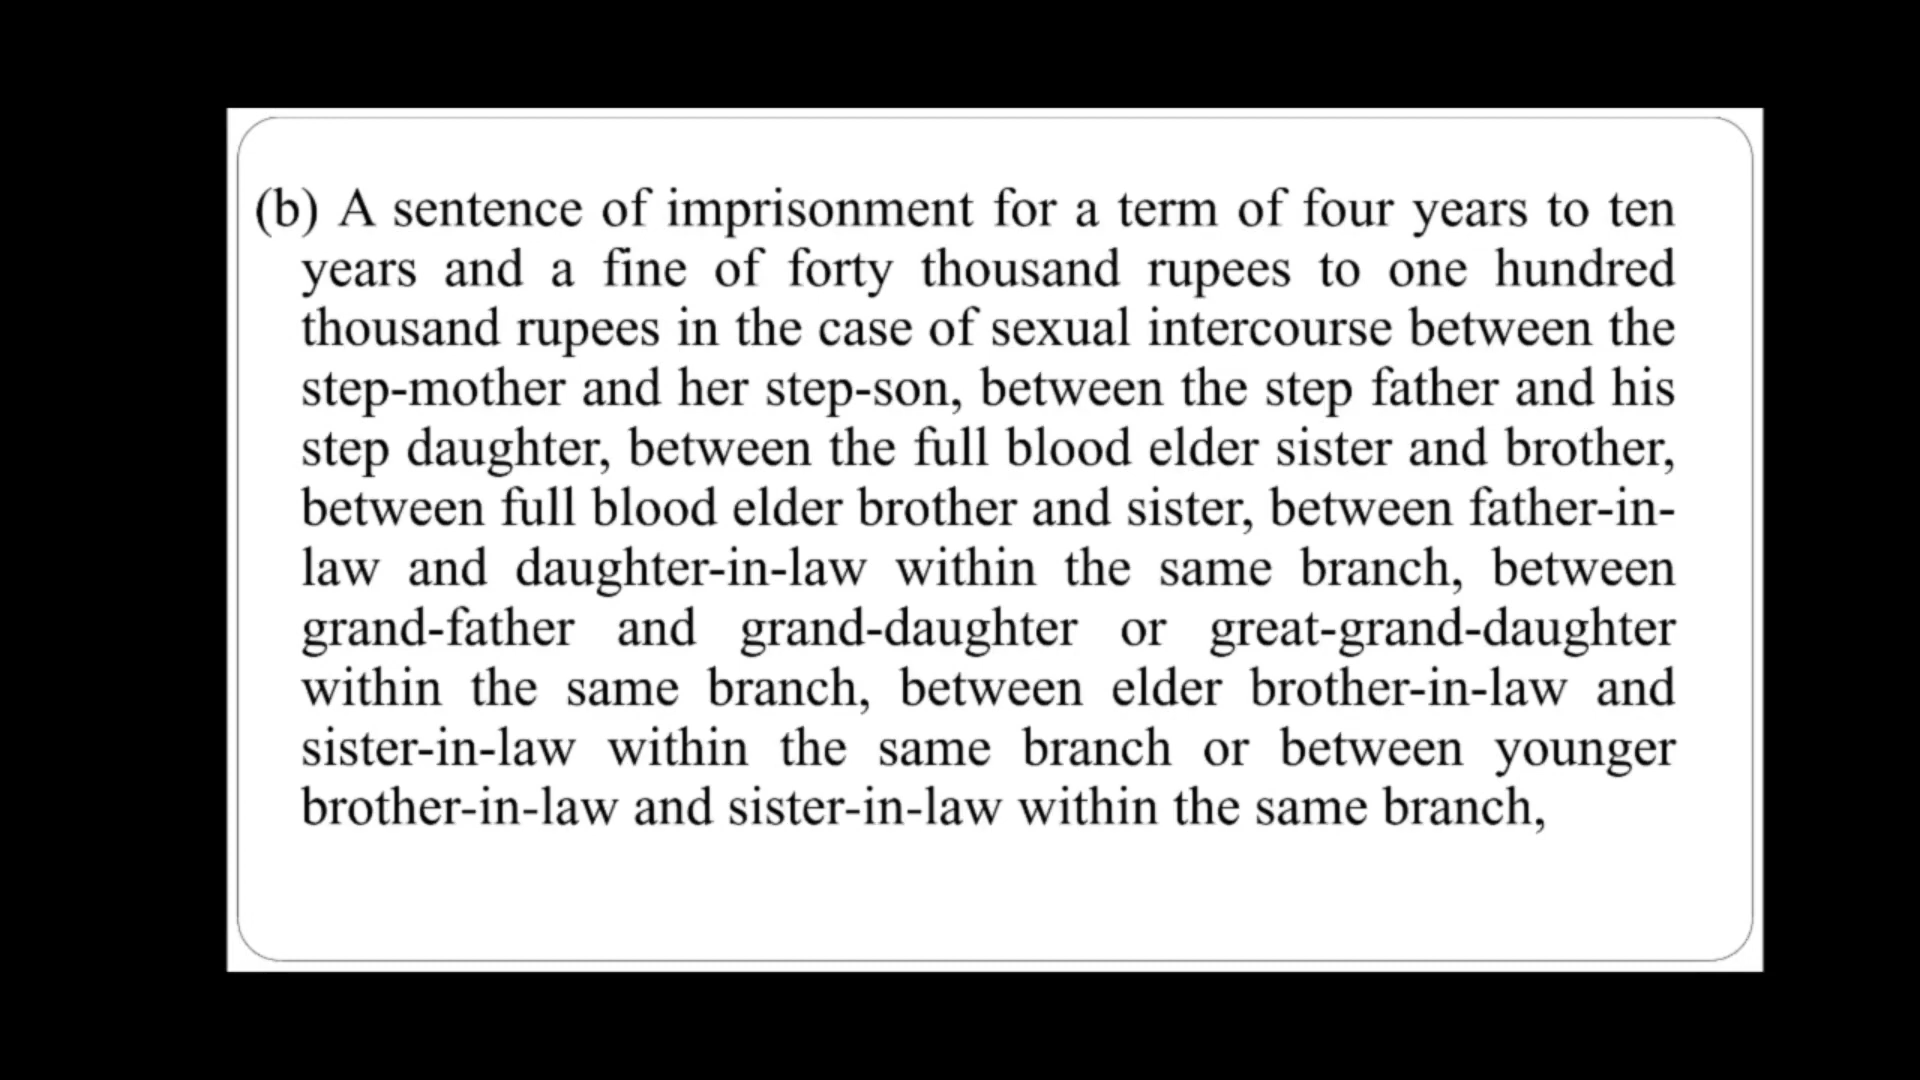 (b) A sentence of imprisonment for a term of four years to ten
years and a fine of forty thousand rupees to one hundred
thousand rupees in the case of sexual intercourse between the
step-mother and her step-son, between the step father and his
step daughter, between the full blood elder sister and brother,
between full blood elder brother and sister, between father-in-
law and daughter-in-law within the same branch, between
grand-father and grand-daughter or great-grand-daughter
within the same branch, between elder brother-in-law and
sister-in-law within the same branch or between younger
brother-in-law and sister-in-law within the same branch,